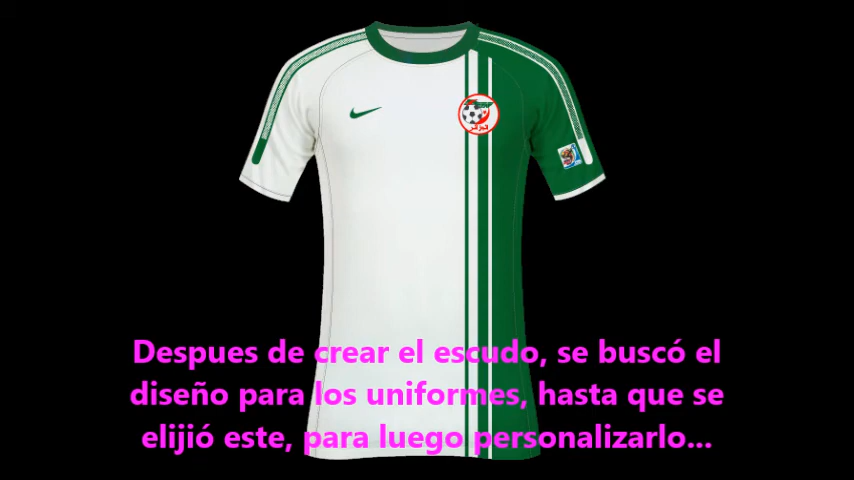 Despues de crear el escudo, se buscó el
diseño para los uniformes, hasta que se
elijió este, para luego personalizarlo...